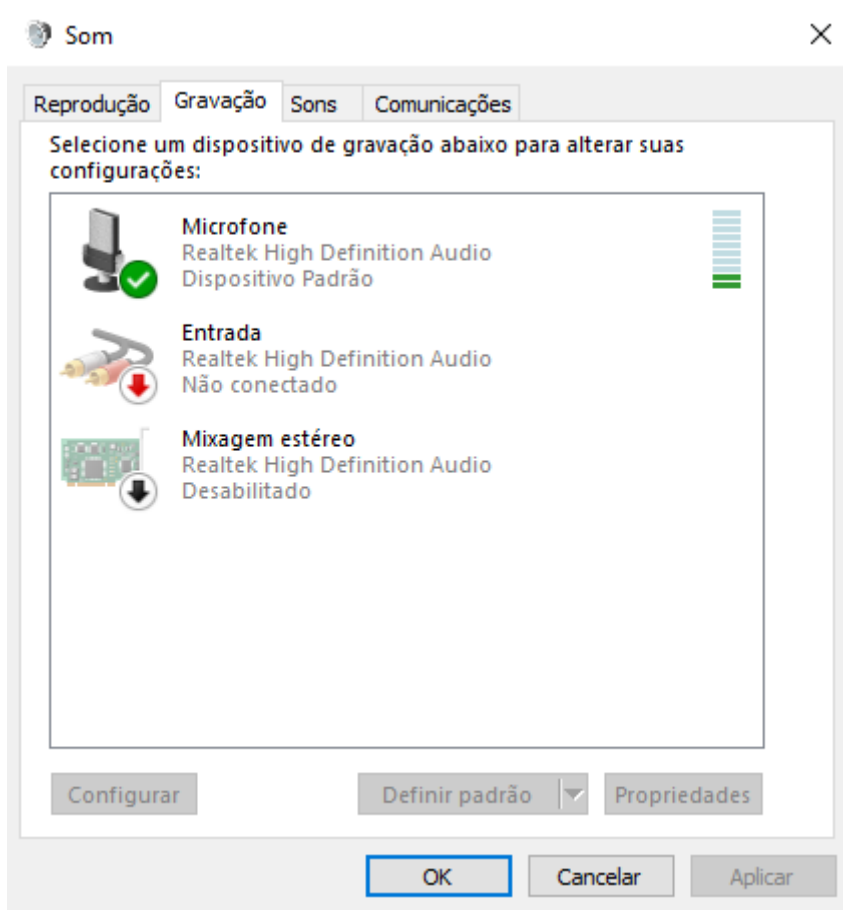 Som
Reprodução Gravação Sons Comunicações
Selecione um dispositivo de gravação abaixo para alterar suas
configurações:
Microfone
Realtek High Definition Audio
Dispositivo Padrão
Entrada
Realtek High Definition Audio
Não conectado
Mixagem estéreo
Realtek High Definition Audio
Desabilitado
Configurar Definir padrão Propriedades
OK Cancelar Aplicar